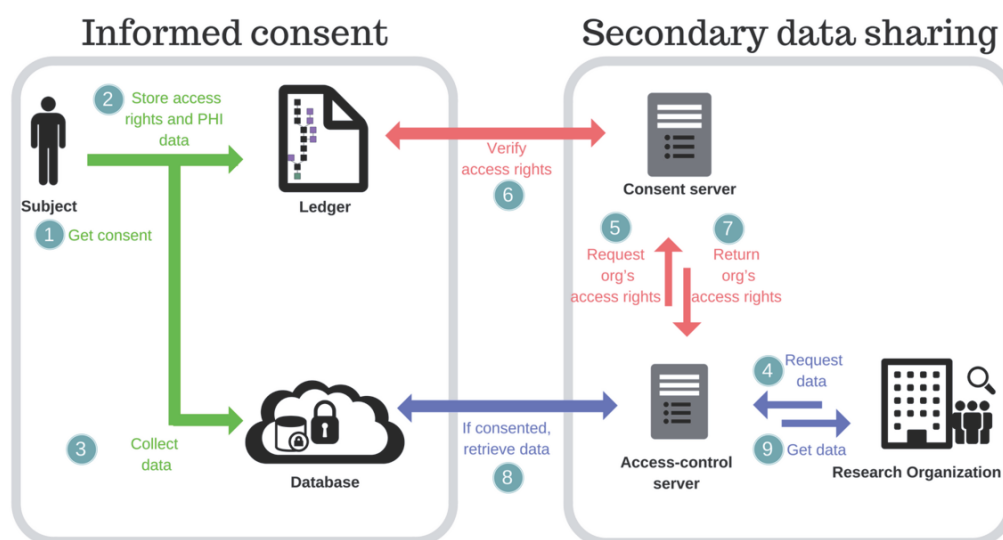 Informed consent
Secondary data sharing
2
Store access
rights and PHI
data
Subject
1
Get consent
Ledger
Verify
access rights
6
Consent server
5
Request
org's
access rights
7
Return
org's
access rights
3
Collect
data
Database
If consented,
retrieve data
8
Access-control
server
4
Request
data
9
Get data
Research Organization